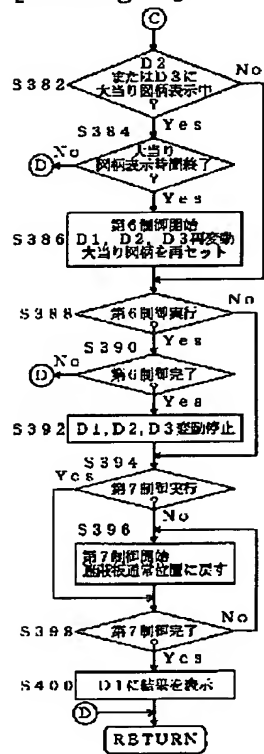 C
S382
D2
またはD3に
大当り図柄表示中
?
No
Yes
S384
大当り
図柄表示時間終了
?
No
D
Yes
S386
第6制御開始
D1, D2, D3再変動
大当り図柄を再セット
S388
第6制御実行
No
Yes
S390
第6制御完了
No
D
Yes
S392
D1,D2,D3変動停止
S394
第7制御実行
Yes
No
S396
第7制御開始
遮蔽板通常位置に戻す
S398
第7制御完了
No
Yes
S400
D1に結果を表示
D
RETURN